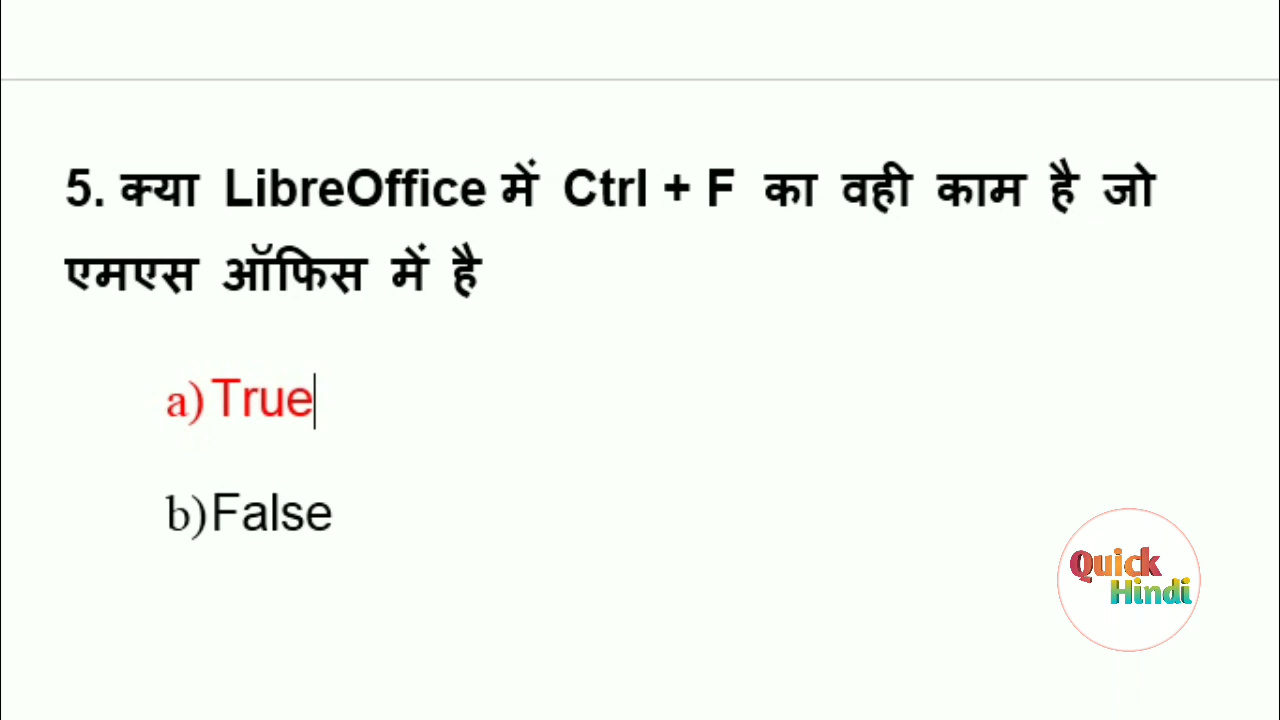 5. क्या LibreOffice में Ctrl + F का वही काम है जो
एमएस ऑफिस में है
a) True
b) False
Quick
Hindi